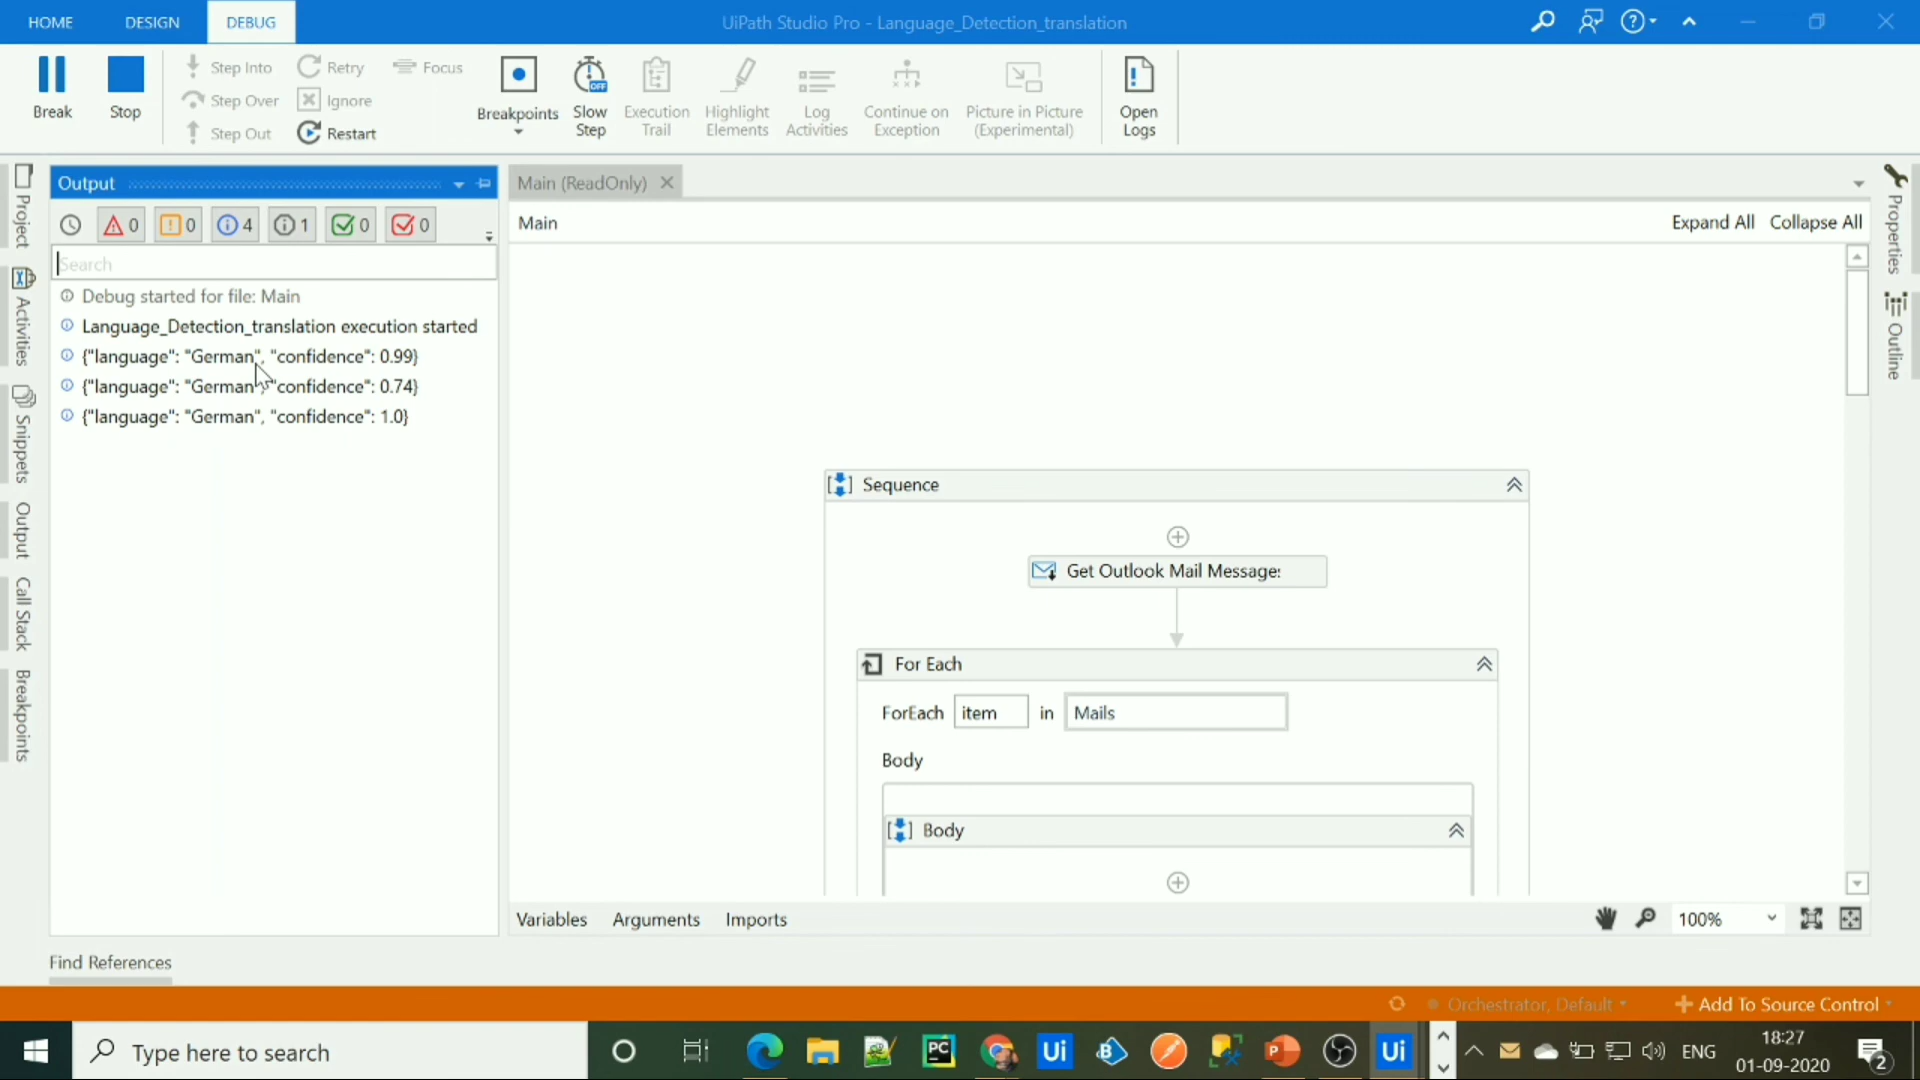 HOME DESIGN DEBUG
UiPath Studio Pro - Language_Detection_translation
Break
Stop
Step Into
Step Over
Step Out
Retry
Ignore
Restart
Focus
Breakpoints
Slow
Step
Execution
Trail
Highlight
Elements
Log
Activities
Continue on
Exception
Picture in Picture
(Experimental)
Open
Logs
Project
Activities
Snippets
Output
Call Stack
Breakpoints
Output
0 0 4 1 0 0
Search
Debug started for file: Main
Language_Detection_translation execution started
{"language": "German", "confidence": 0.99}
{"language": "German", "confidence": 0.74}
{"language": "German", "confidence": 1.0}
Find References
Main (ReadOnly)
Main
Expand All Collapse All
Sequence
Get Outlook Mail Message:
For Each
ForEach item in Mails
Body
Body
Variables Arguments Imports
100%
Properties
Outline
Orchestrator, Default
Add To Source Control
Type here to search
PC
Ui
B
P
Ui
ENG
18:27
01-09-2020
2